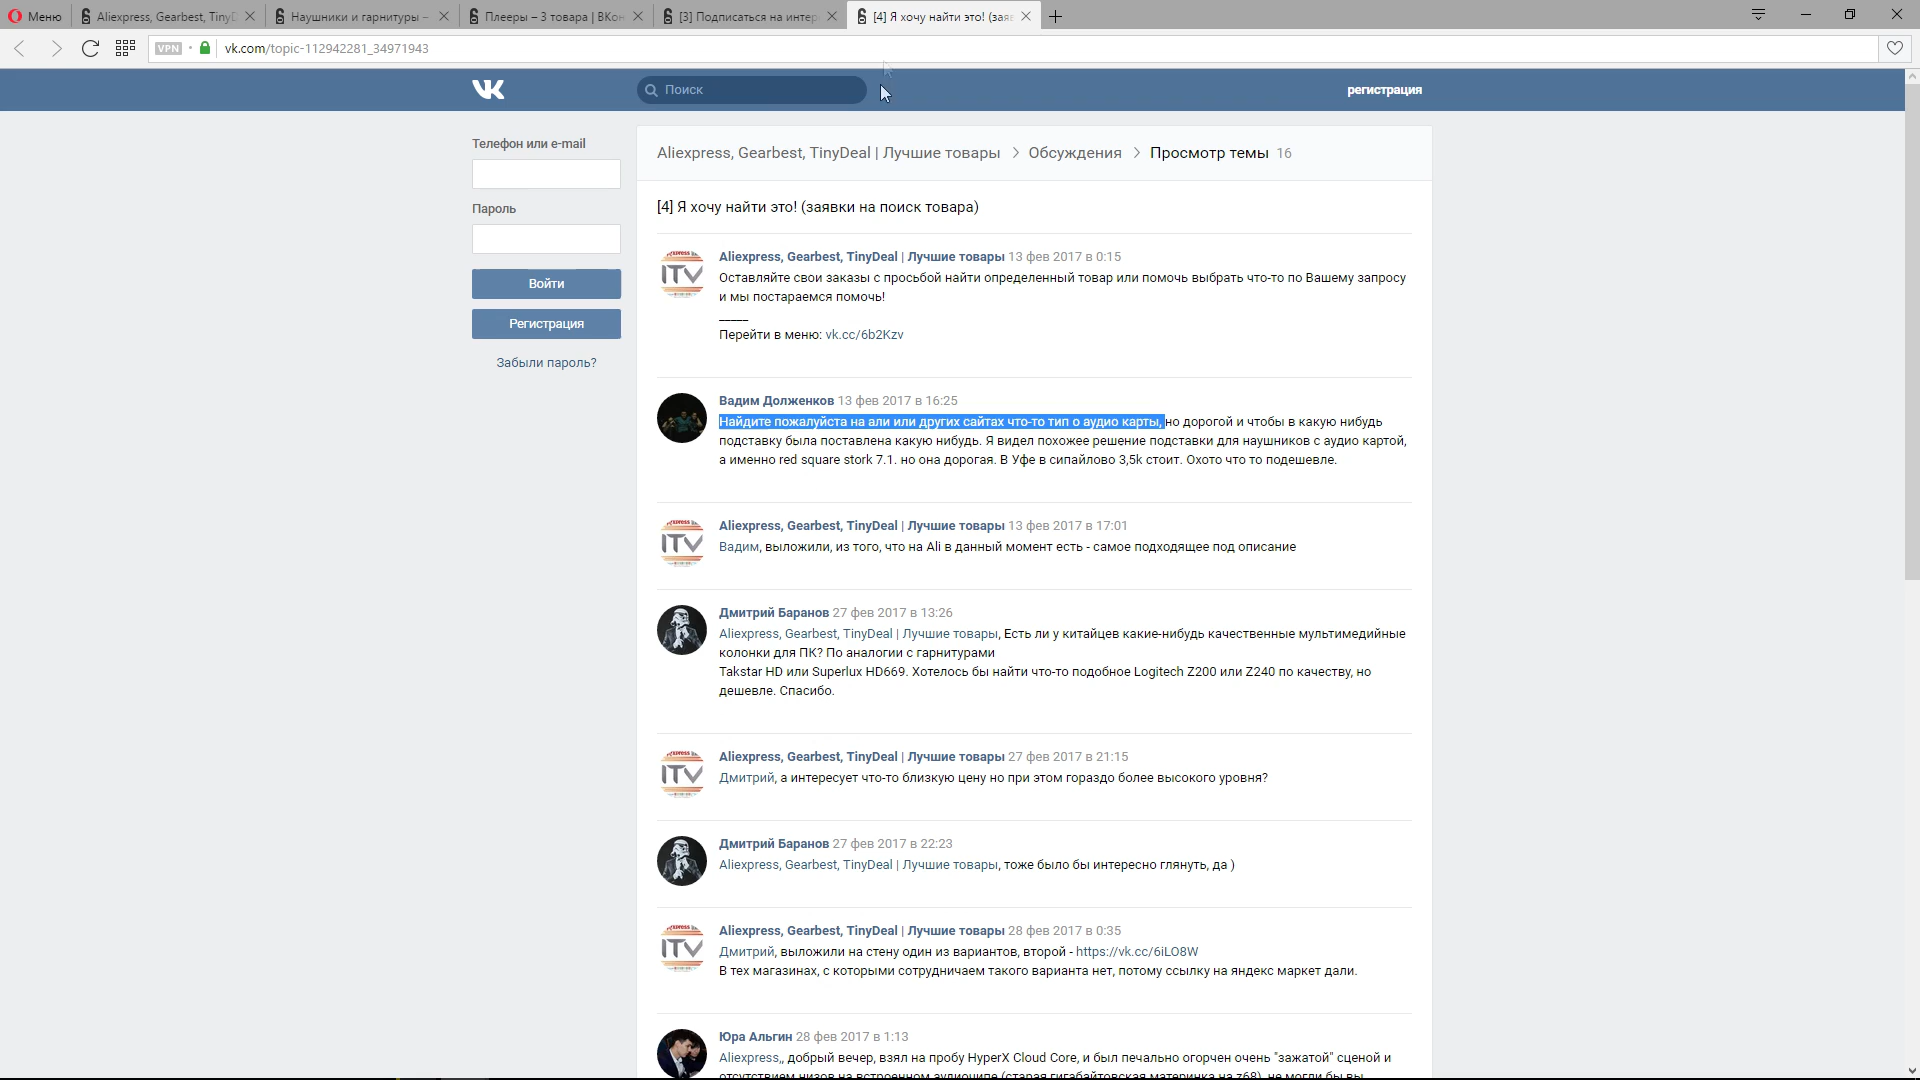 Меню
Aliexpress, Gearbest, TinyD
Наушники и гарнитуры –
Плееры – 3 товара | ВКон
[3] Подписаться на интер
[4] Я хочу найти это! (заяв
VPN
vk.com/topic-112942281_34971943
Поиск
регистрация
Телефон или e-mail
Пароль
Войти
Регистрация
Забыли пароль?
Aliexpress, Gearbest, TinyDeal | Лучшие товары > Обсуждения > Просмотр темы 16
[4] Я хочу найти это! (заявки на поиск товара)
Aliexpress, Gearbest, TinyDeal | Лучшие товары 13 фев 2017 в 0:15
Оставляйте свои заказы с просьбой найти определенный товар или помочь выбрать что-то по Вашему запросу
и мы постараемся помочь!
_____
Перейти в меню: vk.cc/6b2Kzv
Вадим Долженков 13 фев 2017 в 16:25
Найдите пожалуйста на али или других сайтах что-то тип о аудио карты, но дорогой и чтобы в какую нибудь
подставку была поставлена какую нибудь. Я видел похожее решение подставки для наушников с аудио картой,
а именно red square stork 7.1. но она дорогая. В Уфе в сипайлово 3,5k стоит. Охото что то подешевле.
Aliexpress, Gearbest, TinyDeal | Лучшие товары 13 фев 2017 в 17:01
Вадим, выложили, из того, что на Ali в данный момент есть - самое подходящее под описание
Дмитрий Баранов 27 фев 2017 в 13:26
Aliexpress, Gearbest, TinyDeal | Лучшие товары, Есть ли у китайцев какие-нибудь качественные мультимедийные
колонки для ПК? По аналогии с гарнитурами
Takstar HD или Superlux HD669. Хотелось бы найти что-то подобное Logitech Z200 или Z240 по качеству, но
дешевле. Спасибо.
Aliexpress, Gearbest, TinyDeal | Лучшие товары 27 фев 2017 в 21:15
Дмитрий, а интересует что-то близкую цену но при этом гораздо более высокого уровня?
Дмитрий Баранов 27 фев 2017 в 22:23
Aliexpress, Gearbest, TinyDeal | Лучшие товары, тоже было бы интересно глянуть, да )
Aliexpress, Gearbest, TinyDeal | Лучшие товары 28 фев 2017 в 0:35
Дмитрий, выложили на стену один из вариантов, второй - https://vk.cc/6iLO8W
В тех магазинах, с которыми сотрудничаем такого варианта нет, потому ссылку на яндекс маркет дали.
Юра Альгин 28 фев 2017 в 1:13
Aliexpress,, добрый вечер, взял на пробу HyperX Cloud Core, и был печально огорчен очень "зажатой" сценой и
отсутствием низов на встроенном аудиочипе (старая гигабайтовская материнка на z68), не могли бы вы